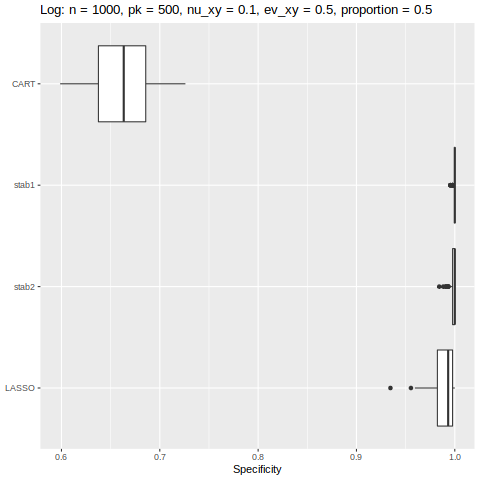 Log: n = 1000, pk = 500, nu_xy = 0.1, ev_xy = 0.5, proportion = 0.5
CART
stab1
stab2
LASSO
0.6 0.7 0.8 0.9 1.0
Specificity